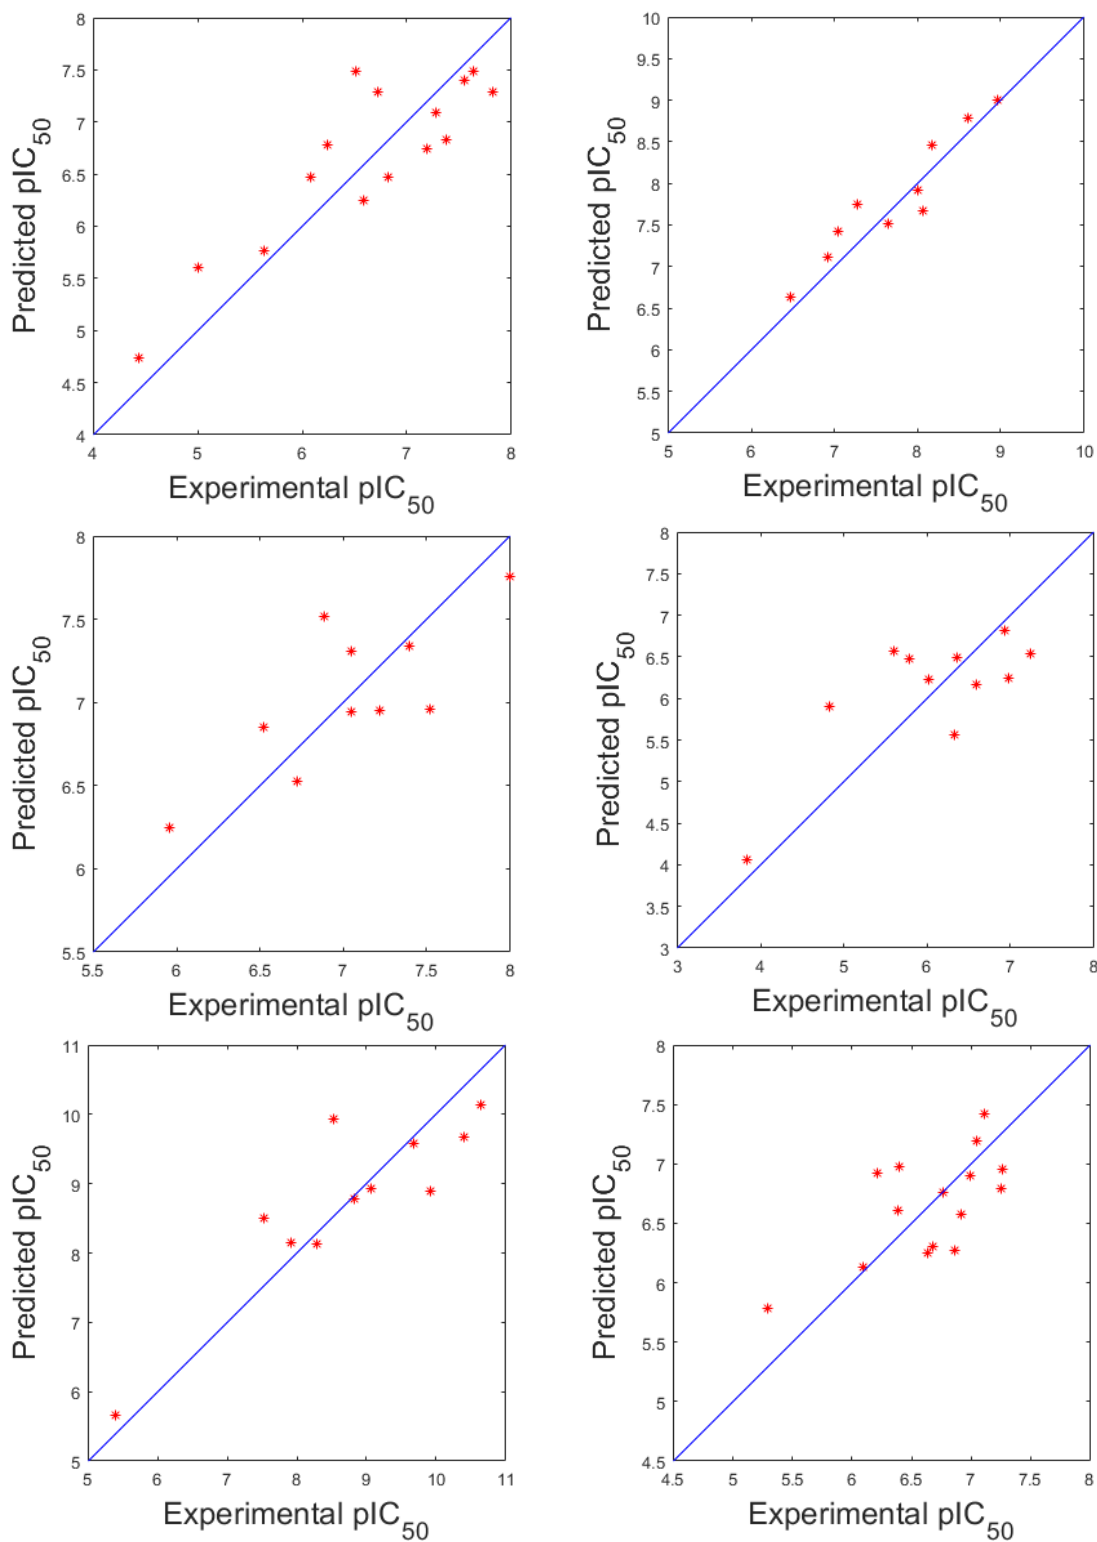 8
7.5
7
6.5
6
5.5
5
4.5
4
4 5 6 7 8
Predicted pIC50
Experimental pIC50
10
9.5
9
8.5
8
7.5
7
6.5
6
5.5
5
5 6 7 8 9 10
Predicted pIC50
Experimental pIC50
8
7.5
7
6.5
6
5.5
5.5 6 6.5 7 7.5 8
Predicted pIC50
Experimental pIC50
8
7.5
7
6.5
6
5.5
5
4.5
4
3.5
3
3 4 5 6 7 8
Predicted pIC50
Experimental pIC50
11
10
9
8
7
6
5
5 6 7 8 9 10 11
Predicted pIC50
Experimental pIC50
8
7.5
7
6.5
6
5.5
5
4.5
4.5 5 5.5 6 6.5 7 7.5 8
Predicted pIC50
Experimental pIC50